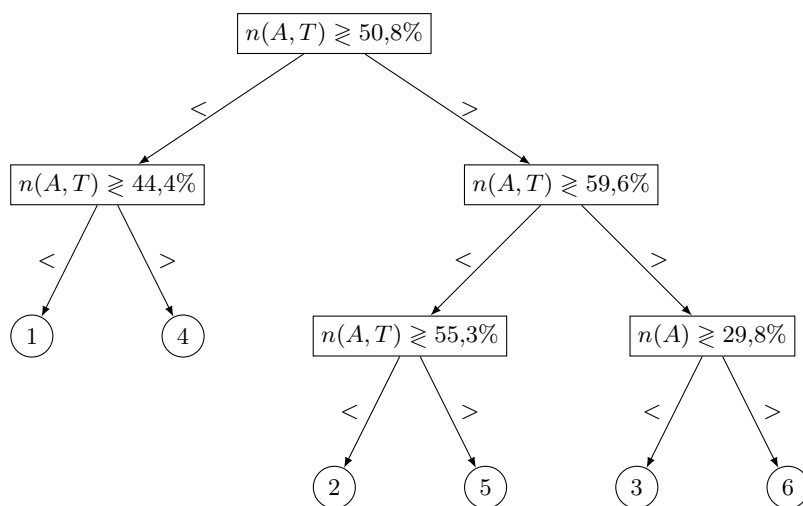 n(A, T) ≷ 50,8%
< >
n(A, T) ≷ 44,4% n(A, T) ≷ 59,6%
< > < >
1 4 n(A, T) ≷ 55,3% n(A) ≷ 29,8%
< > < >
2 5 3 6